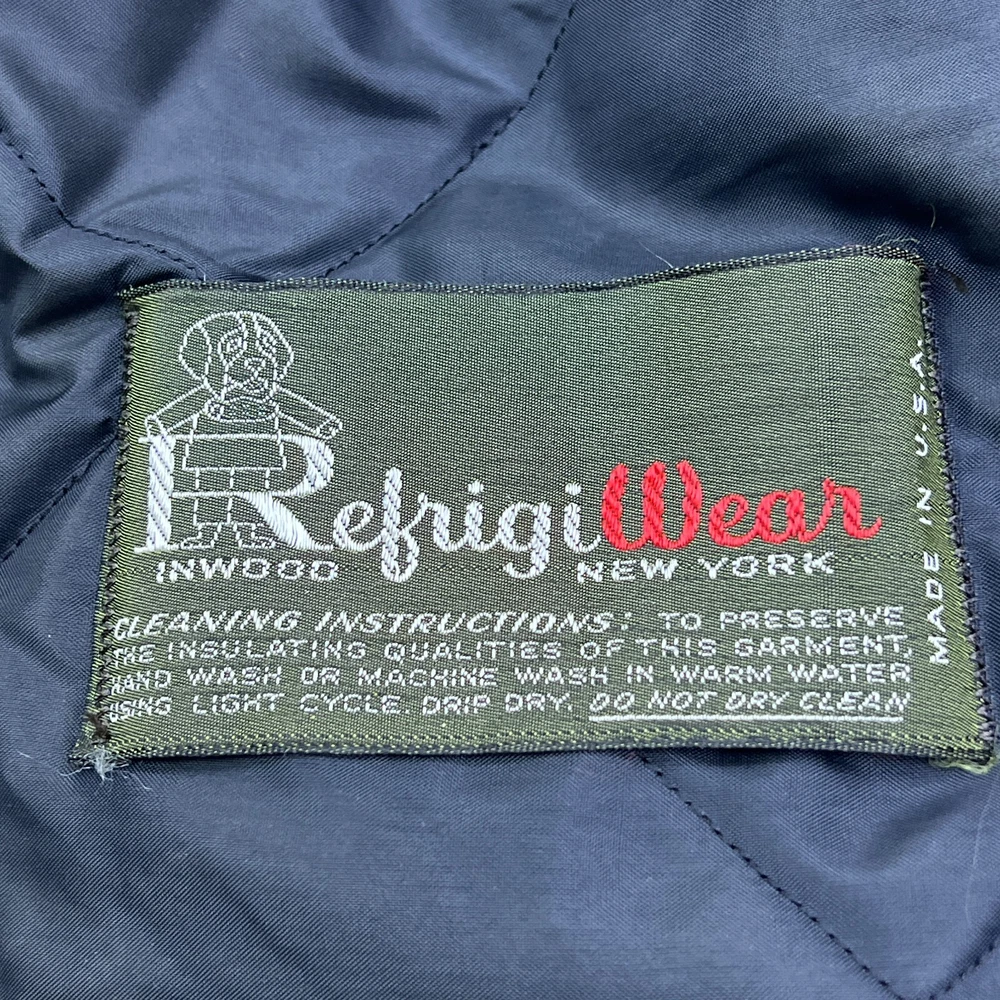 RefrigiWear
INWOOD NEW YORK
CLEANING INSTRUCTIONS: TO PRESERVE
THE INSULATING QUALITIES OF THIS GARMENT,
HAND WASH OR MACHINE WASH IN WARM WATER
USING LIGHT CYCLE. DRIP DRY. DO NOT DRY CLEAN
MADE IN U.S.A.